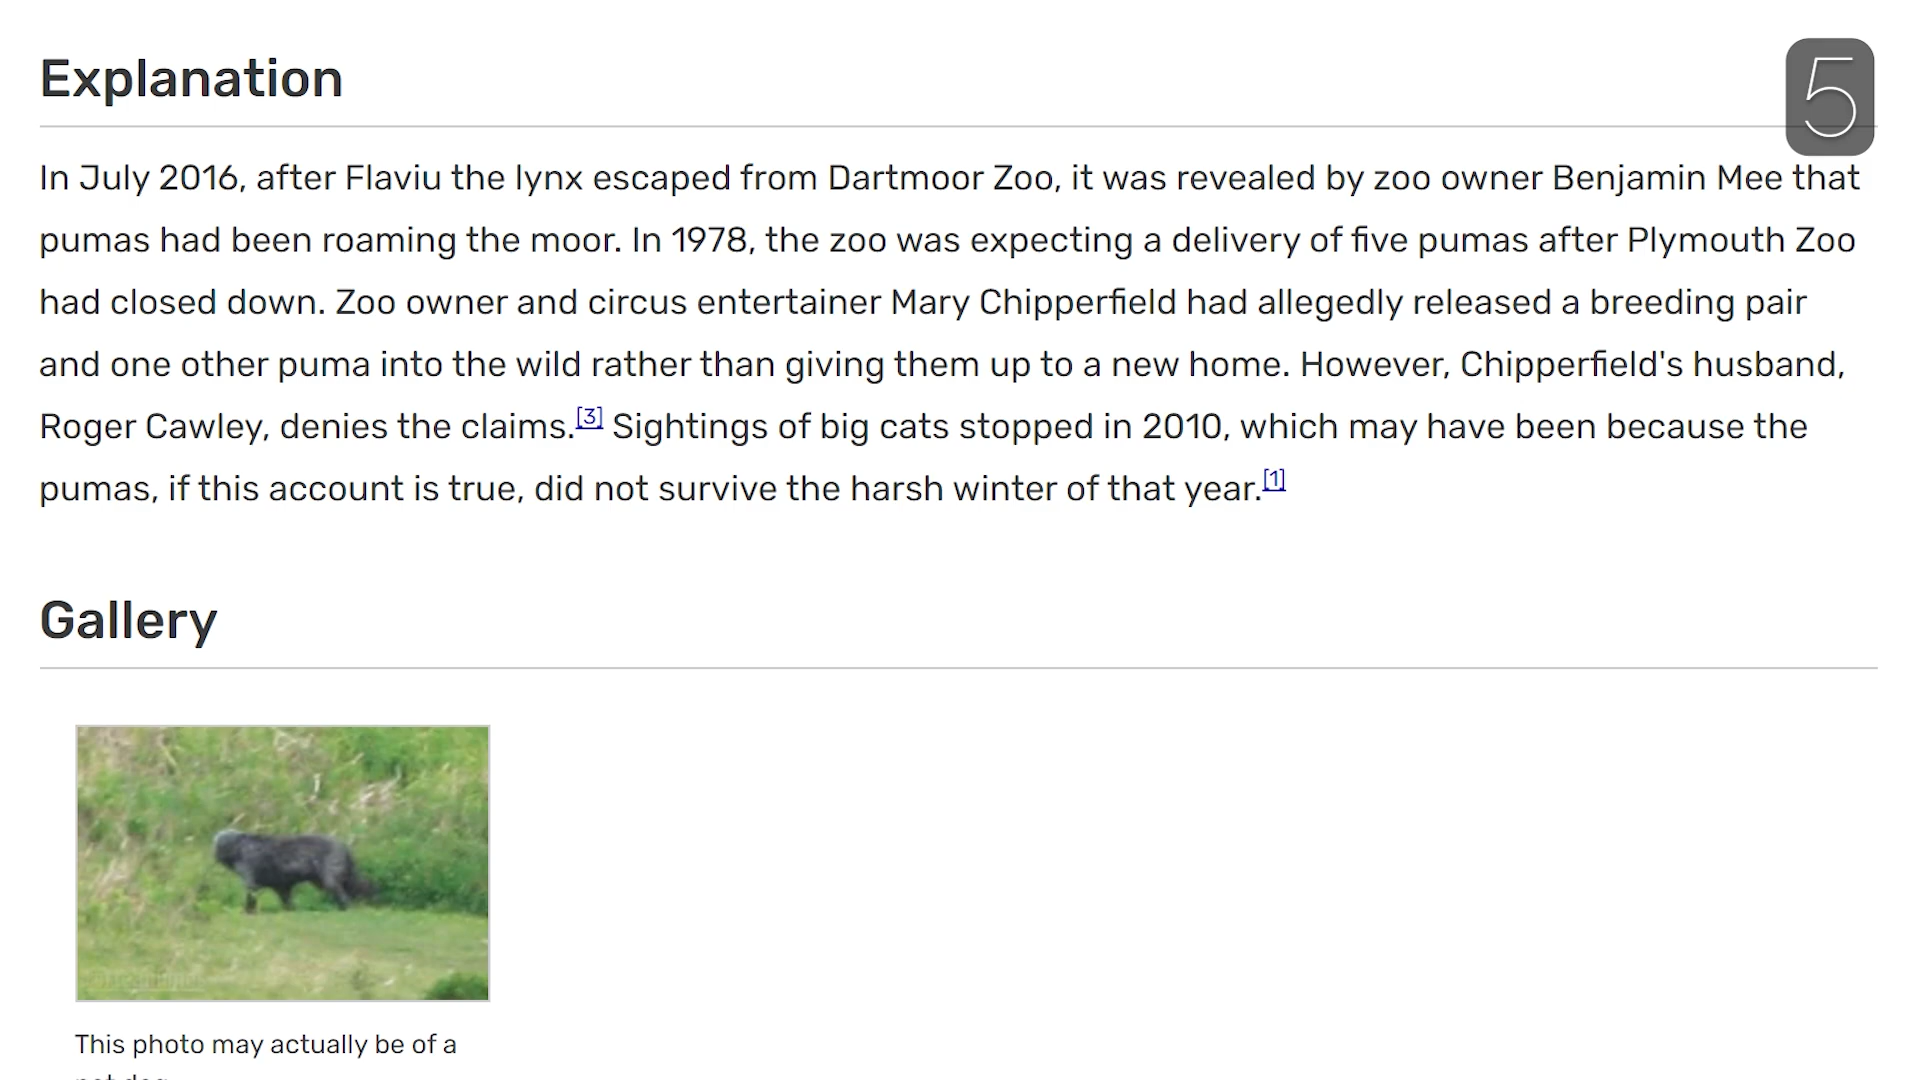 Explanation
5
In July 2016, after Flaviu the lynx escaped from Dartmoor Zoo, it was revealed by zoo owner Benjamin Mee that
pumas had been roaming the moor. In 1978, the zoo was expecting a delivery of five pumas after Plymouth Zoo
had closed down. Zoo owner and circus entertainer Mary Chipperfield had allegedly released a breeding pair
and one other puma into the wild rather than giving them up to a new home. However, Chipperfield's husband,
Roger Cawley, denies the claims.[3] Sightings of big cats stopped in 2010, which may have been because the
pumas, if this account is true, did not survive the harsh winter of that year.[1]
Gallery
This photo may actually be of a
pet dog